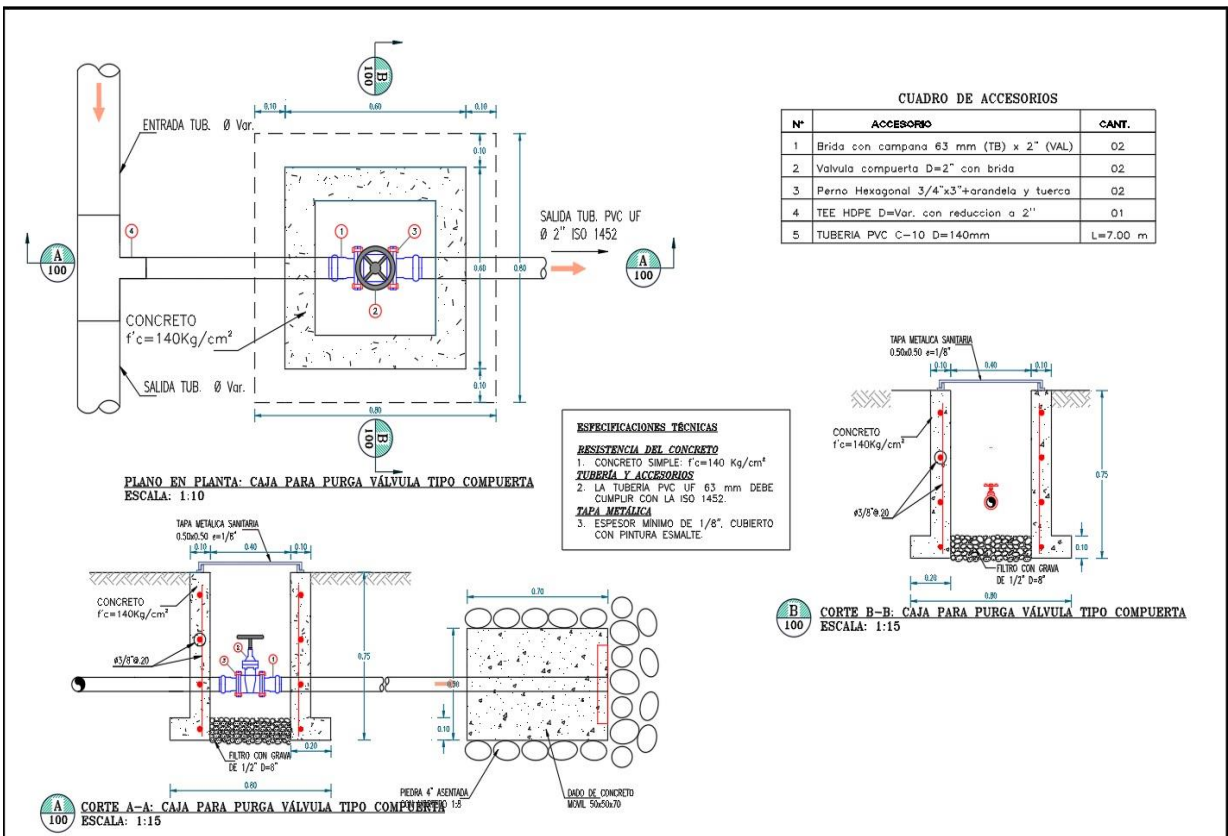 B
100
0.10
0.60
0.10
ENTRADA TUB. Ø Var.
0.10
4
1
3
SALIDA TUB. PVC UF
Ø 2" ISO 1452
A
100
A
100
0.60
0.80
2
CONCRETO
f'c=140Kg/cm²
SALIDA TUB. Ø Var.
0.10
0.80
B
100
PLANO EN PLANTA: CAJA PARA PURGA VÁLVULA TIPO COMPUERTA
ESCALA: 1:10
CUADRO DE ACCESORIOS
N° ACCESORIO CANT.
1 Brida con campana 63 mm (TB) x 2" (VAL) 02
2 Valvula compuerta D=2" con brida 02
3 Perno Hexagonal 3/4"x3"+arandela y tuerca 02
4 TEE HDPE D=Var. con reduccion a 2'' 01
5 TUBERIA PVC C-10 D=140mm L=7.00 m
ESPECIFICACIONES TÉCNICAS
RESISTENCIA DEL CONCRETO
1. CONCRETO SIMPLE: f'c=140 Kg/cm²
TUBERÍA Y ACCESORIOS
2. LA TUBERIA PVC UF 63 mm DEBE
CUMPLIR CON LA ISO 1452.
TAPA METÁLICA
3. ESPESOR MÍNIMO DE 1/8", CUBIERTO
CON PINTURA ESMALTE.
TAPA METALICA SANITARIA
0.50x0.50 e=1/8"
0.10
0.40
0.10
CONCRETO
f'c=140Kg/cm²
0.75
ø3/8"@.20
0.10
FILTRO CON GRAVA
DE 1/2" D=8"
0.20
0.80
B
100
CORTE B-B: CAJA PARA PURGA VÁLVULA TIPO COMPUERTA
ESCALA: 1:15
TAPA METÁLICA SANITARIA
0.50x0.50 e=1/8"
0.10
0.40
0.10
CONCRETO
f'c=140Kg/cm²
ø3/8"@.20
1
0.75
0.20
FILTRO CON GRAVA
DE 1/2" D=8"
0.80
0.70
0.10
PIEDRA 4" ASENTADA
DADO DE CONCRETO
MOVIL 50x50x70
A
100
CORTE A-A: CAJA PARA PURGA VÁLVULA TIPO COMPUERTA
ESCALA: 1:15